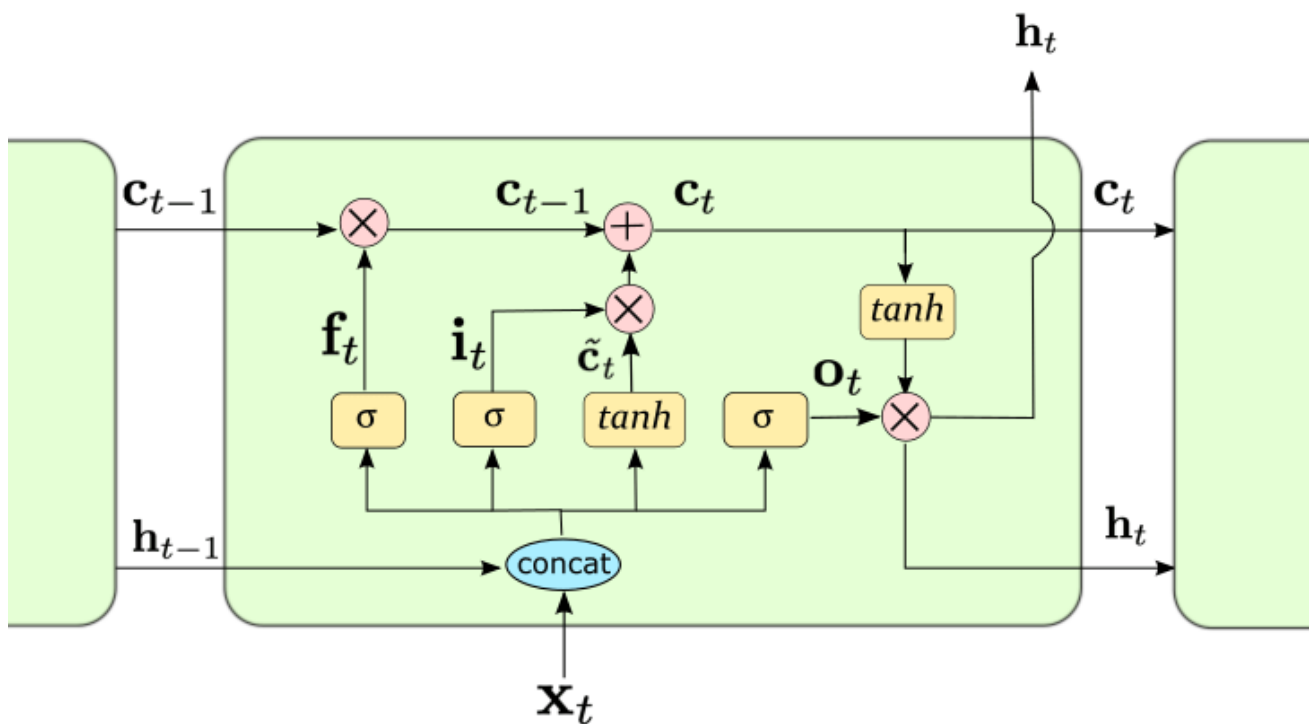 h_t
c_{t-1}
c_{t-1}
c_t
c_t
tanh
f_t
i_t
c̃_t
o_t
σ
σ
tanh
σ
h_{t-1}
h_t
concat
x_t